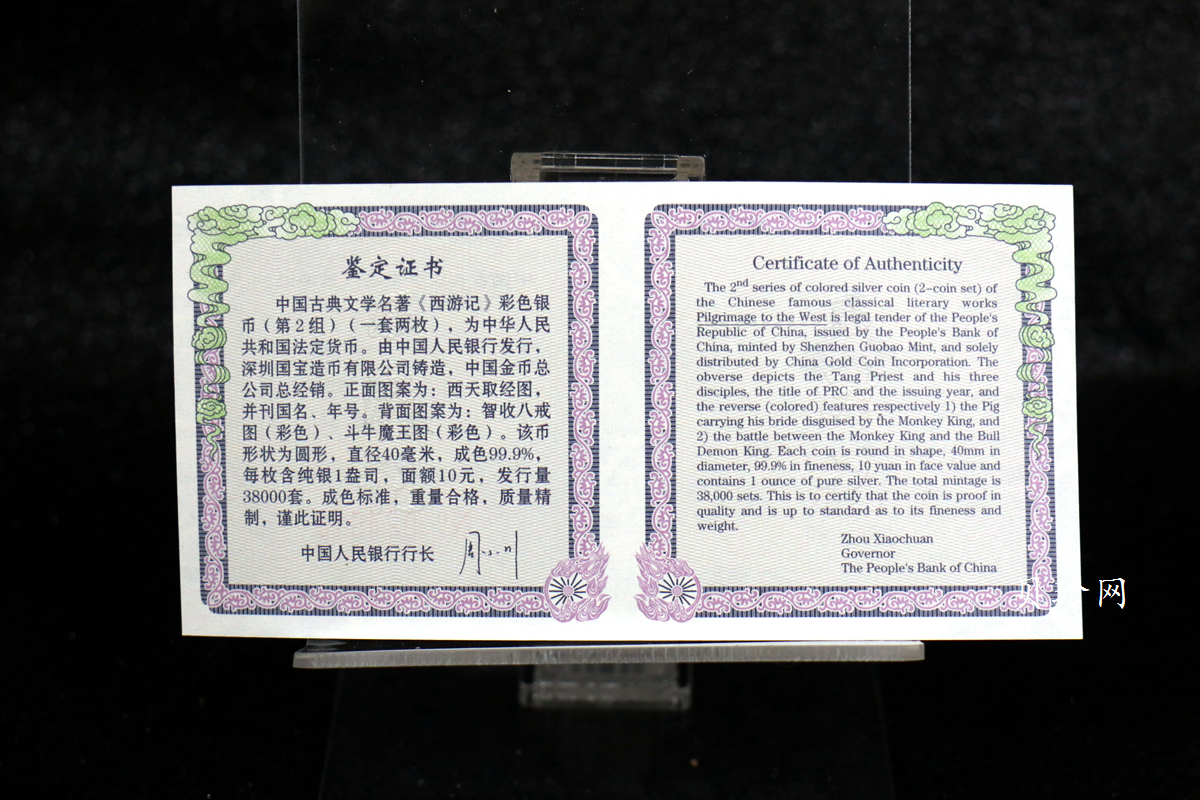 鉴定证书
中国古典文学名著《西游记》彩色银
币（第2组）（一套两枚），为中华人民
共和国法定货币。由中国人民银行发行，
深圳国宝造币有限公司铸造，中国金币总
公司总经销。正面图案为：西天取经图，
并刊国名、年号。背面图案为：智收八戒
图（彩色）、斗牛魔王图（彩色）。该币
形状为圆形，直径40毫米，成色99.9%，
每枚含纯银1盎司，面额10元，发行量
38000套。成色标准，重量合格，质量精
制，谨此证明。
中国人民银行行长 周小川
Certificate of Authenticity
The 2nd series of colored silver coin (2-coin set) of
the Chinese famous classical literary works
Pilgrimage to the West is legal tender of the People's
Republic of China, issued by the People's Bank of
China, minted by Shenzhen Guobao Mint, and solely
distributed by China Gold Coin Incorporation. The
obverse depicts the Tang Priest and his three
disciples, the title of PRC and the issuing year, and
the reverse (colored) features respectively 1) the Pig
carrying his bride disguised by the Monkey King, and
2) the battle between the Monkey King and the Bull
Demon King. Each coin is round in shape, 40mm in
diameter, 99.9% in fineness, 10 yuan in face value and
contains 1 ounce of pure silver. The total mintage is
38,000 sets. This is to certify that the coin is proof in
quality and is up to standard as to its fineness and
weight.
Zhou Xiaochuan
Governor
The People's Bank of China
网